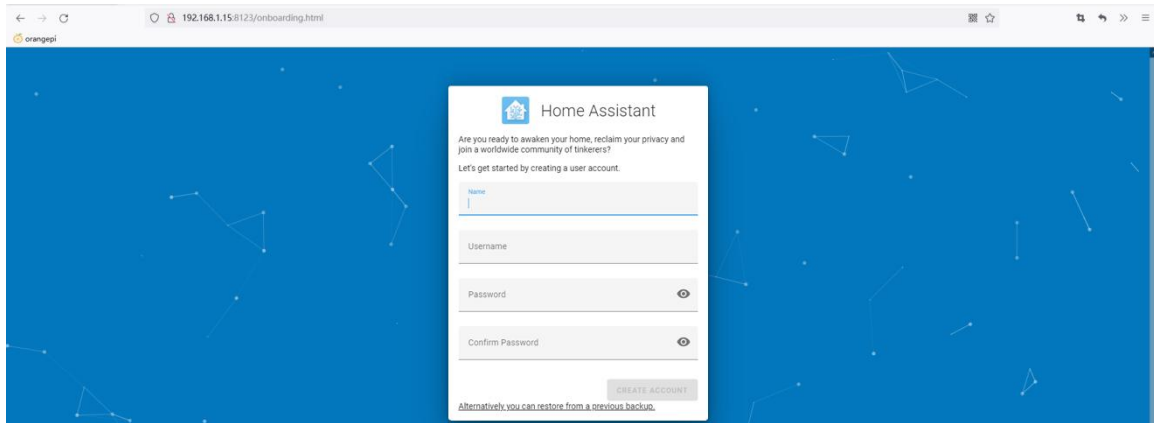 192.168.1.15:8123/onboarding.html
orangepi
Home Assistant
Are you ready to awaken your home, reclaim your privacy and
join a worldwide community of tinkerers?
Let's get started by creating a user account.
Name
Username
Password
Confirm Password
CREATE ACCOUNT
Alternatively you can restore from a previous backup.